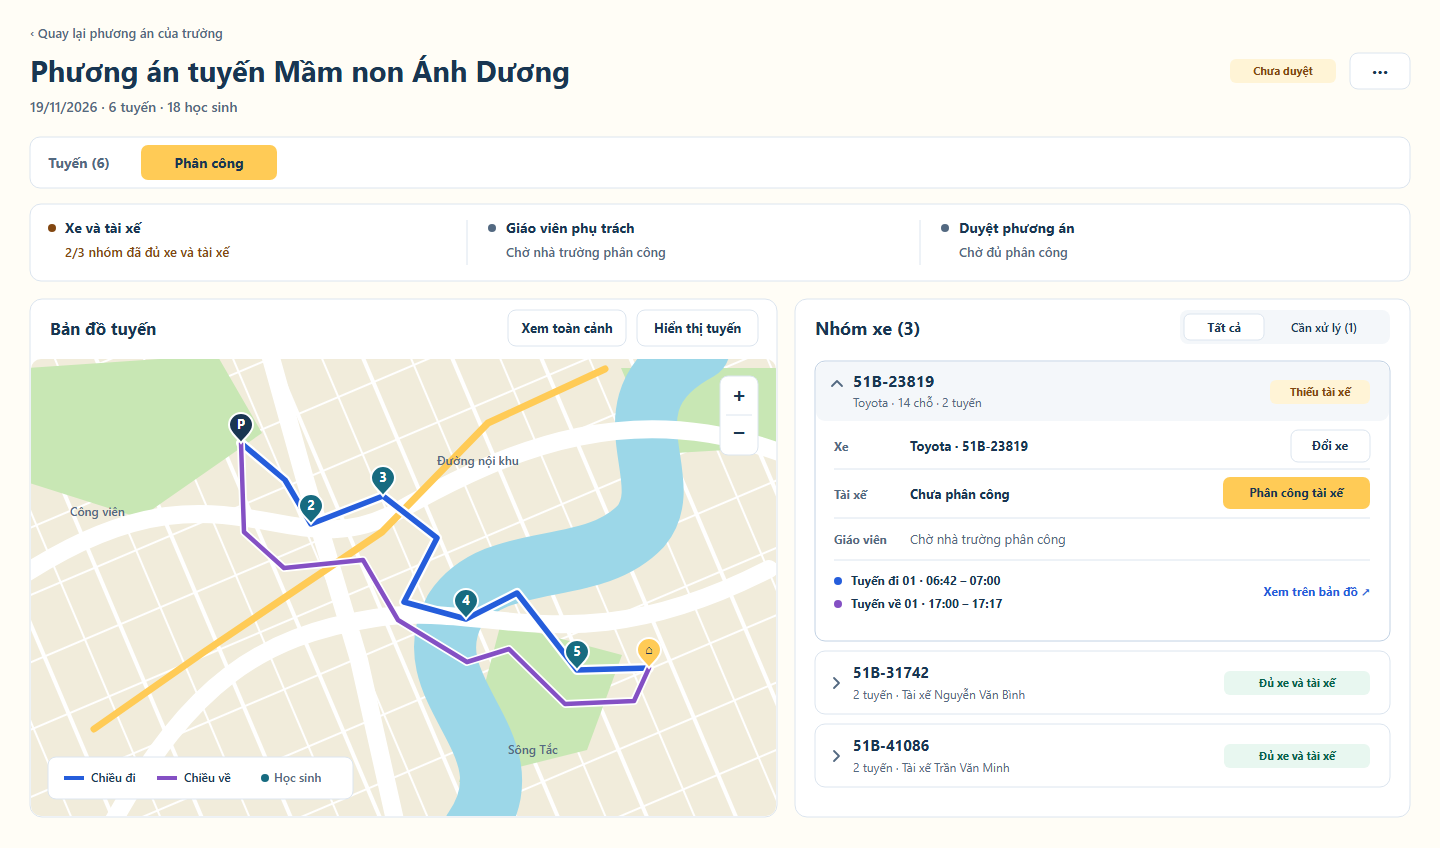 ‹ Quay lại phương án của trường
Phương án tuyến Mầm non Ánh Dương
Chưa duyệt
•••
19/11/2026 · 6 tuyến · 18 học sinh
Tuyến (6)
Phân công
Xe và tài xế
2/3 nhóm đã đủ xe và tài xế
Giáo viên phụ trách
Chờ nhà trường phân công
Duyệt phương án
Chờ đủ phân công
Bản đồ tuyến
Xem toàn cảnh
Hiển thị tuyến
+
−
P
3
2
4
5
Đường nội khu
Công viên
Sông Tắc
Chiều đi
Chiều về
Học sinh
Nhóm xe (3)
Tất cả
Cần xử lý (1)
51B-23819
Toyota · 14 chỗ · 2 tuyến
Thiếu tài xế
Xe
Toyota · 51B-23819
Đổi xe
Tài xế
Chưa phân công
Phân công tài xế
Giáo viên
Chờ nhà trường phân công
Tuyến đi 01 · 06:42 – 07:00
Tuyến về 01 · 17:00 – 17:17
Xem trên bản đồ ↗
51B-31742
2 tuyến · Tài xế Nguyễn Văn Bình
Đủ xe và tài xế
51B-41086
2 tuyến · Tài xế Trần Văn Minh
Đủ xe và tài xế